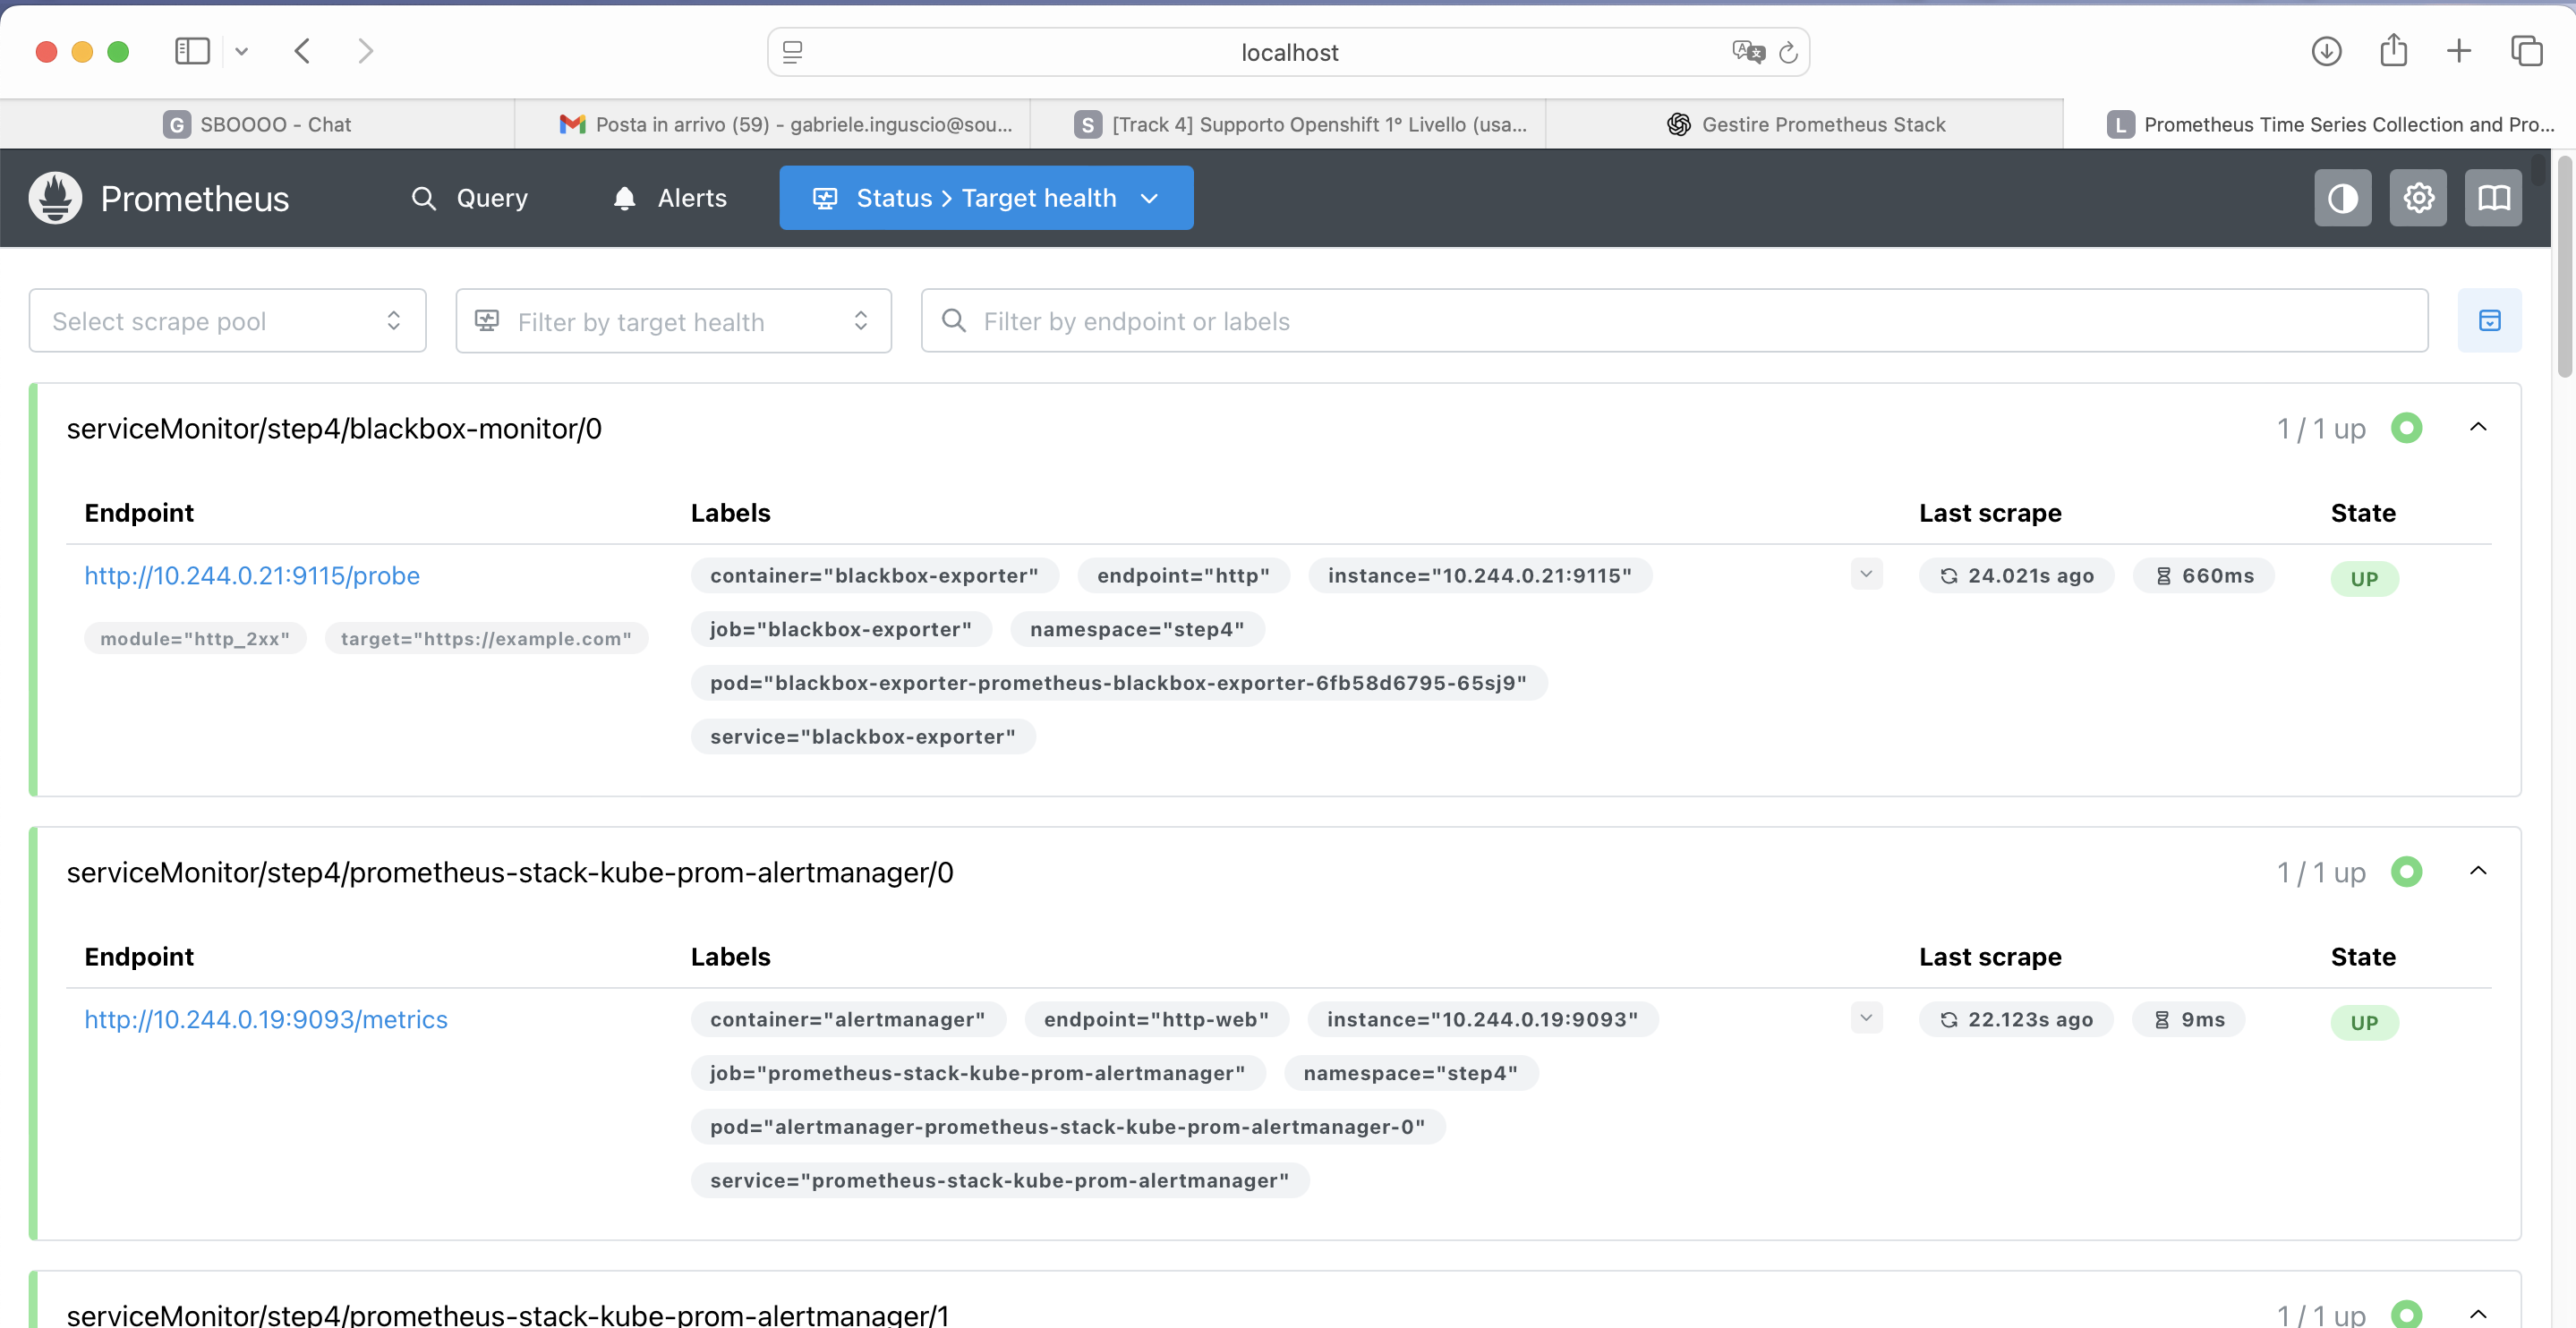 localhost
G SBOOOO - Chat
Posta in arrivo (59) - gabriele.inguscio@sou...
S [Track 4] Supporto Openshift 1° Livello (usa...
Gestire Prometheus Stack
L Prometheus Time Series Collection and Pro...
Prometheus
Query
Alerts
Status > Target health
Select scrape pool
Filter by target health
Filter by endpoint or labels
serviceMonitor/step4/blackbox-monitor/0
1 / 1 up
Endpoint
Labels
Last scrape
State
http://10.244.0.21:9115/probe
module="http_2xx" target="https://example.com"
container="blackbox-exporter" endpoint="http" instance="10.244.0.21:9115"
job="blackbox-exporter" namespace="step4"
pod="blackbox-exporter-prometheus-blackbox-exporter-6fb58d6795-65sj9"
service="blackbox-exporter"
24.021s ago 660ms
UP
serviceMonitor/step4/prometheus-stack-kube-prom-alertmanager/0
1 / 1 up
Endpoint
Labels
Last scrape
State
http://10.244.0.19:9093/metrics
container="alertmanager" endpoint="http-web" instance="10.244.0.19:9093"
job="prometheus-stack-kube-prom-alertmanager" namespace="step4"
pod="alertmanager-prometheus-stack-kube-prom-alertmanager-0"
service="prometheus-stack-kube-prom-alertmanager"
22.123s ago 9ms
UP
serviceMonitor/step4/prometheus-stack-kube-prom-alertmanager/1
1 / 1 up